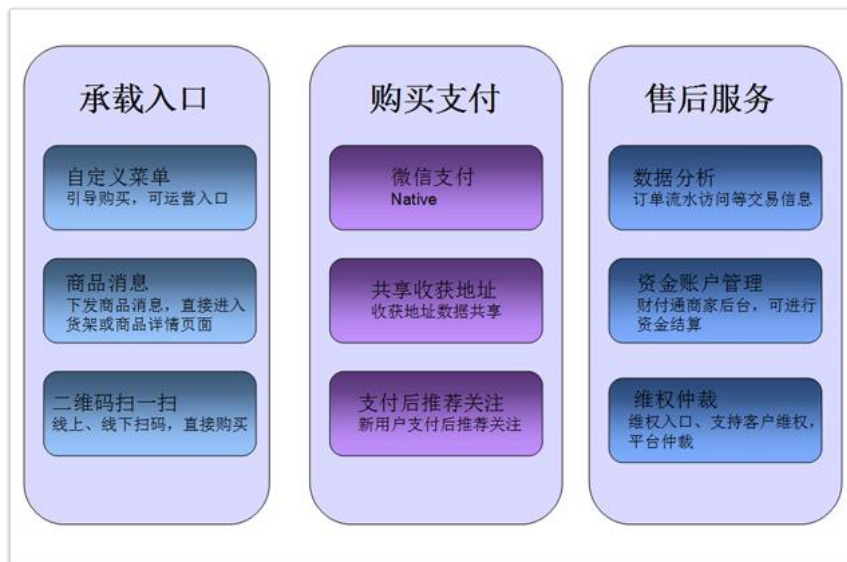 承载入口
自定义菜单
引导购买，可运营入口
商品消息
下发商品消息，直接进入
货架或商品详情页面
二维码扫一扫
线上、线下扫码，直接购买
购买支付
微信支付
Native
共享收获地址
收获地址数据共享
支付后推荐关注
新用户支付后推荐关注
售后服务
数据分析
订单流水访问等交易信息
资金账户管理
财付通商家后台，可进行
资金结算
维权仲裁
维权入口、支持客户维权，
平台仲裁